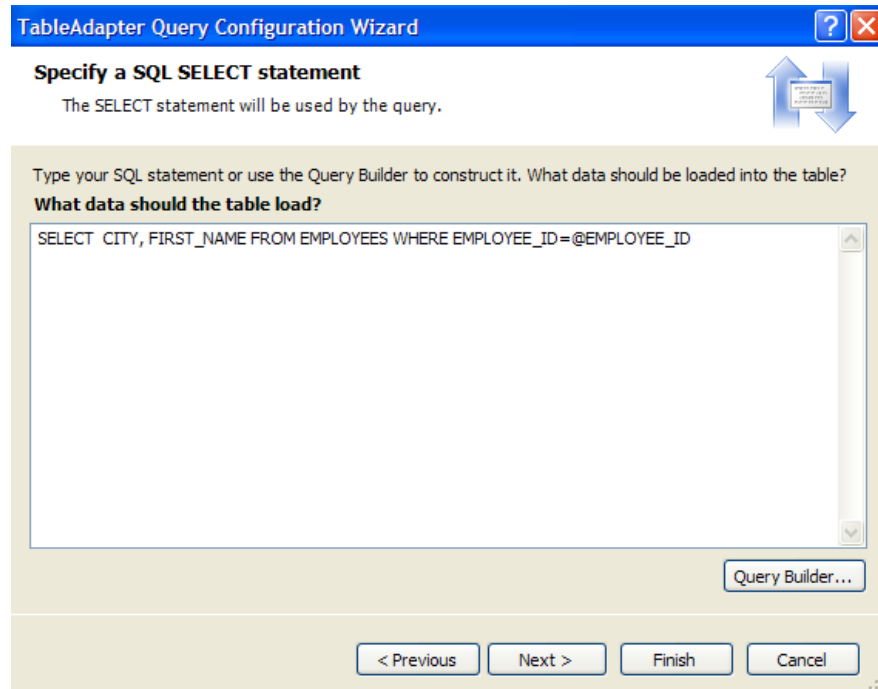 TableAdapter Query Configuration Wizard
Specify a SQL SELECT statement
The SELECT statement will be used by the query.
Type your SQL statement or use the Query Builder to construct it. What data should be loaded into the table?
What data should the table load?
SELECT  CITY, FIRST_NAME FROM EMPLOYEES WHERE EMPLOYEE_ID=@EMPLOYEE_ID
Query Builder...
< Previous Next > Finish Cancel